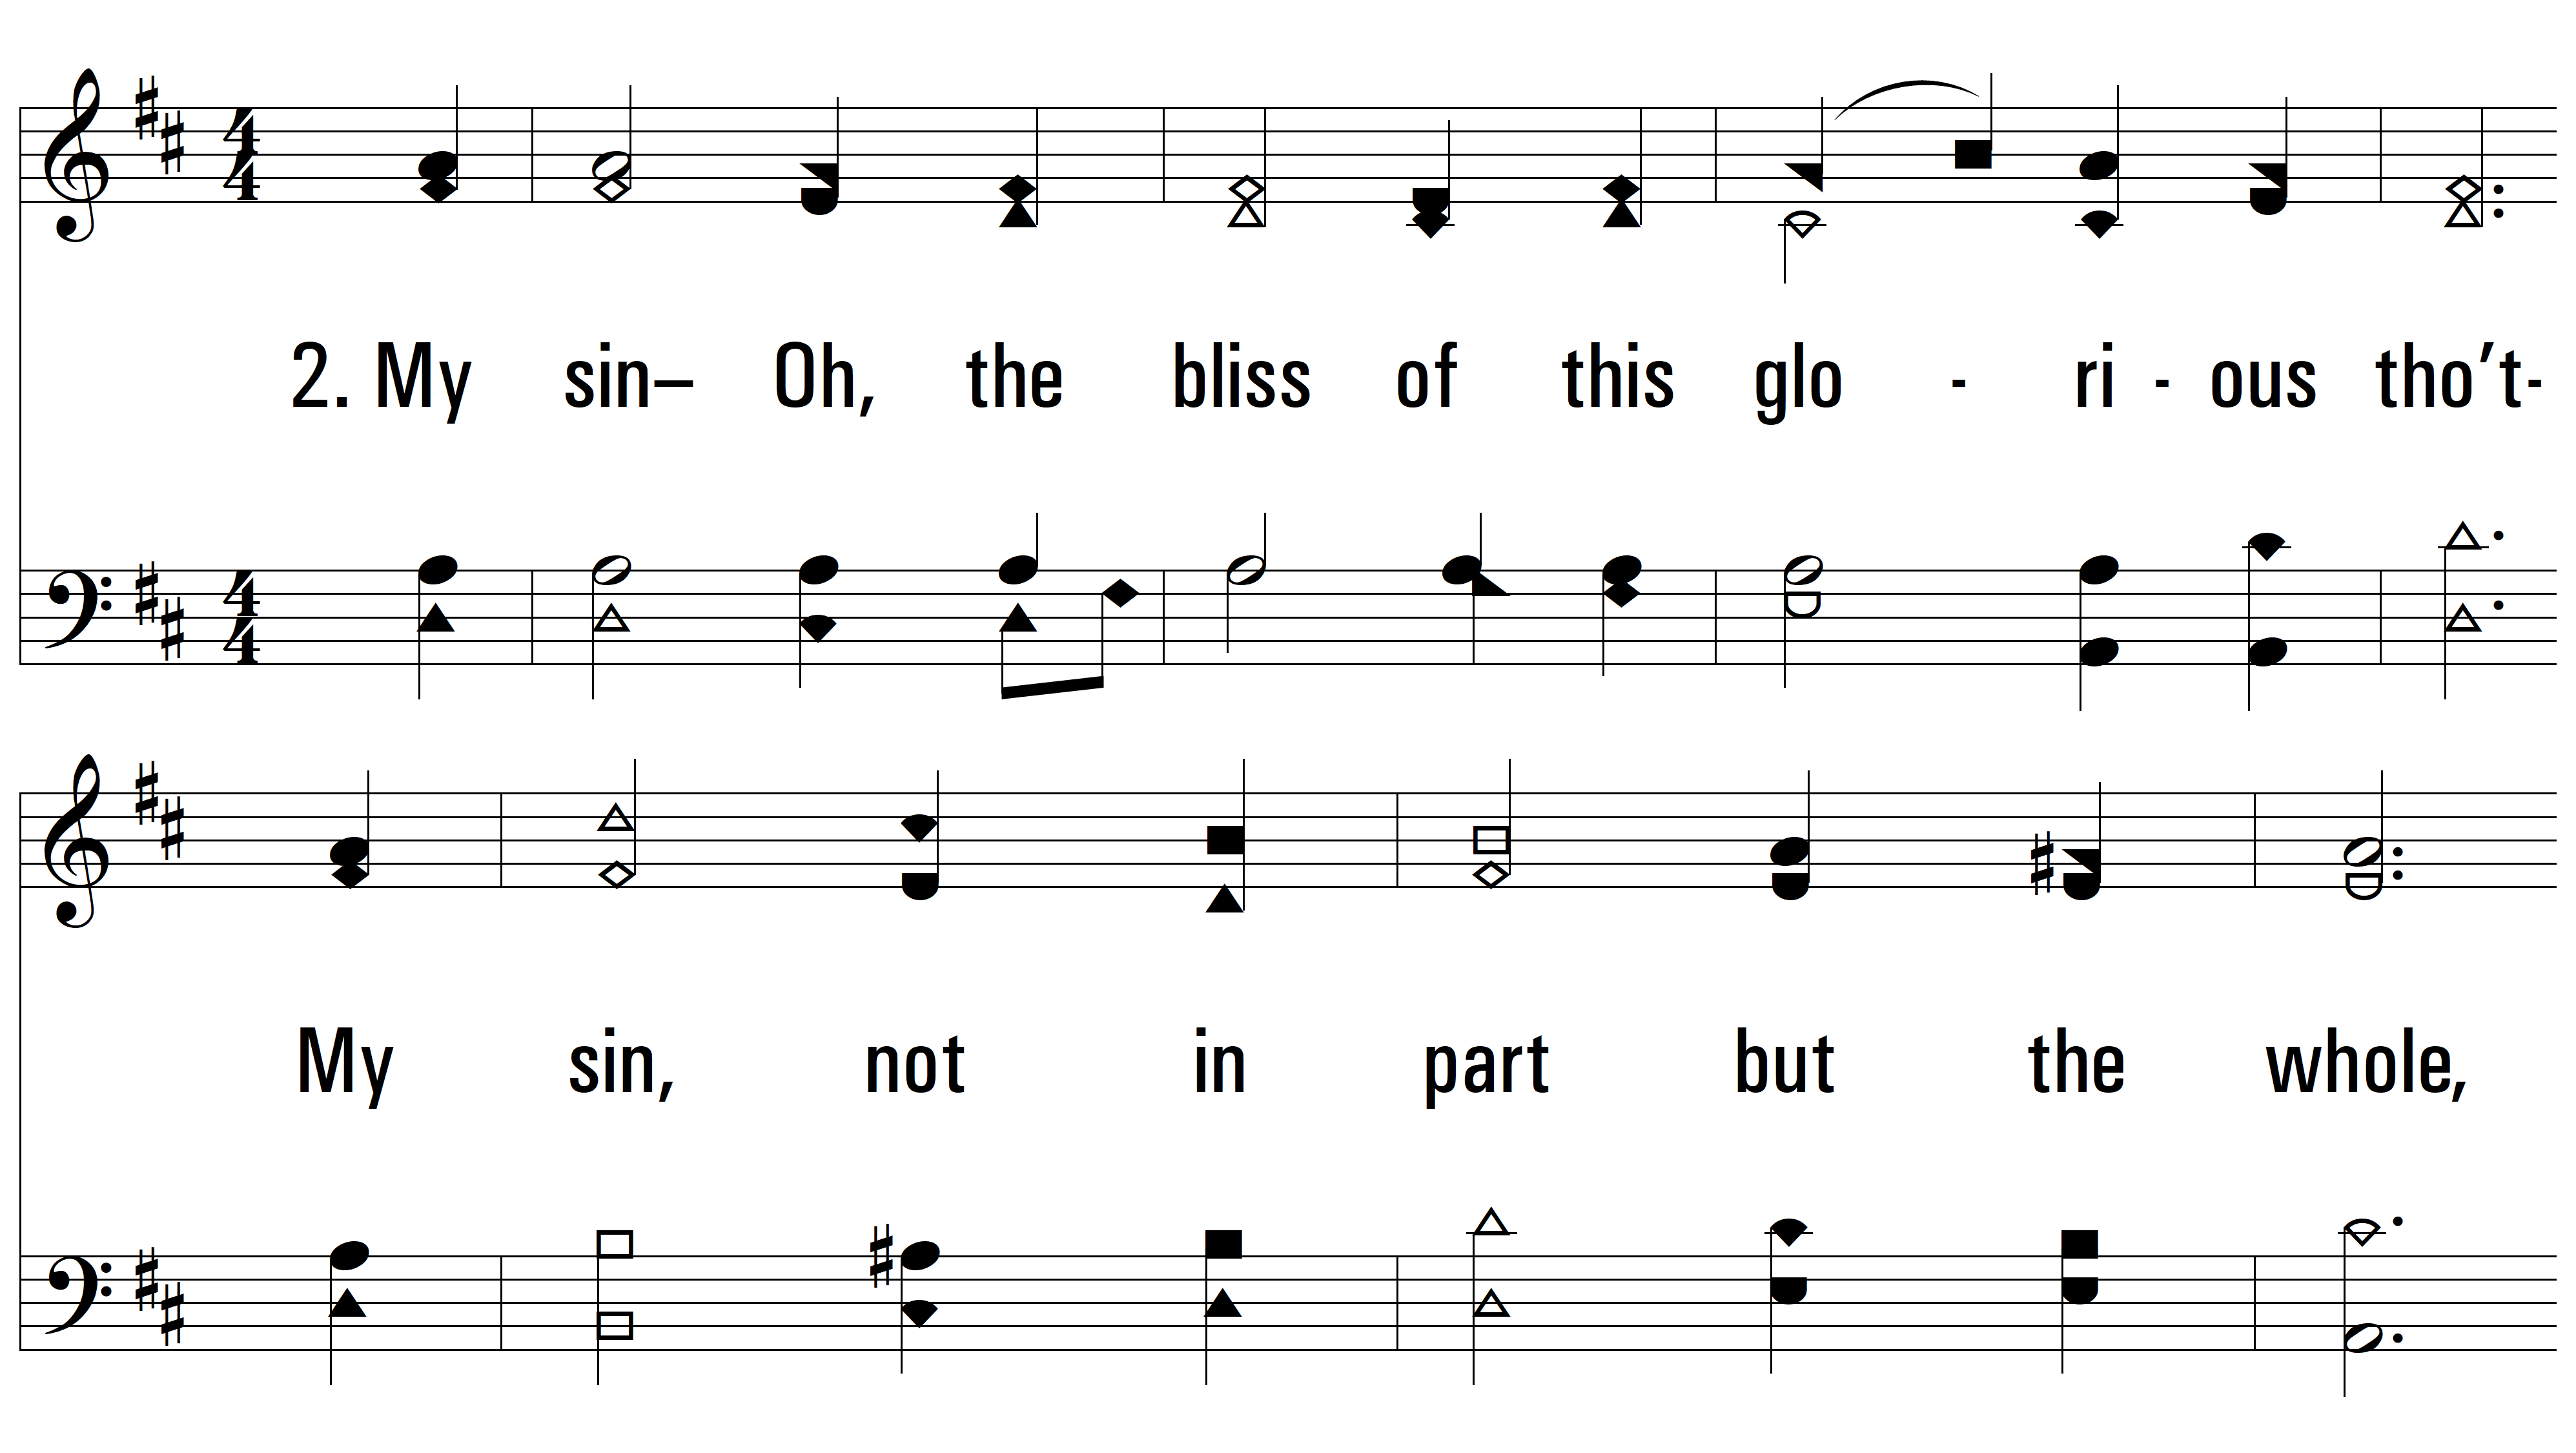 2. My sin– Oh, the bliss of this glo - ri - ous tho’t-
My sin, not in part but the whole,